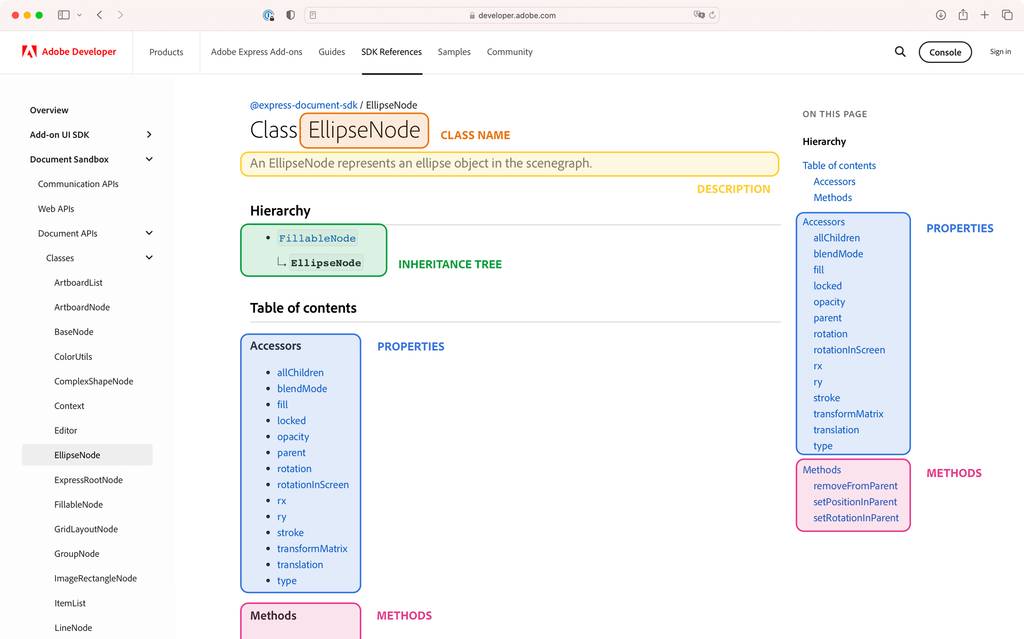 developer.adobe.com
Adobe Developer
Products
Adobe Express Add-ons
Guides
SDK References
Samples
Community
Console
Sign in
Overview
Add-on UI SDK
Document Sandbox
Communication APIs
Web APIs
Document APIs
Classes
ArtboardList
ArtboardNode
BaseNode
ColorUtils
ComplexShapeNode
Context
Editor
EllipseNode
ExpressRootNode
FillableNode
GridLayoutNode
GroupNode
ImageRectangleNode
ItemList
LineNode
@express-document-sdk / EllipseNode
Class EllipseNode
CLASS NAME
An EllipseNode represents an ellipse object in the scenegraph.
DESCRIPTION
Hierarchy
• FillableNode
↳ EllipseNode
INHERITANCE TREE
Table of contents
Accessors
PROPERTIES
• allChildren
• blendMode
• fill
• locked
• opacity
• parent
• rotation
• rotationInScreen
• rx
• ry
• stroke
• transformMatrix
• translation
• type
Methods
METHODS
ON THIS PAGE
Hierarchy
Table of contents
Accessors
Methods
Accessors
PROPERTIES
allChildren
blendMode
fill
locked
opacity
parent
rotation
rotationInScreen
rx
ry
stroke
transformMatrix
translation
type
Methods
METHODS
removeFromParent
setPositionInParent
setRotationInParent